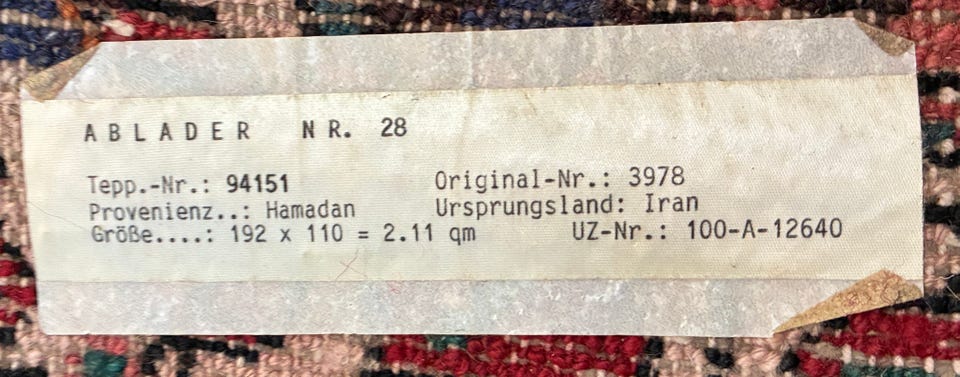 ABLADER NR. 28
Tepp.-Nr.: 94151 Original-Nr.: 3978
Provenienz..: Hamadan Ursprungsland: Iran
Größe....: 192 x 110 = 2.11 qm UZ-Nr.: 100-A-12640